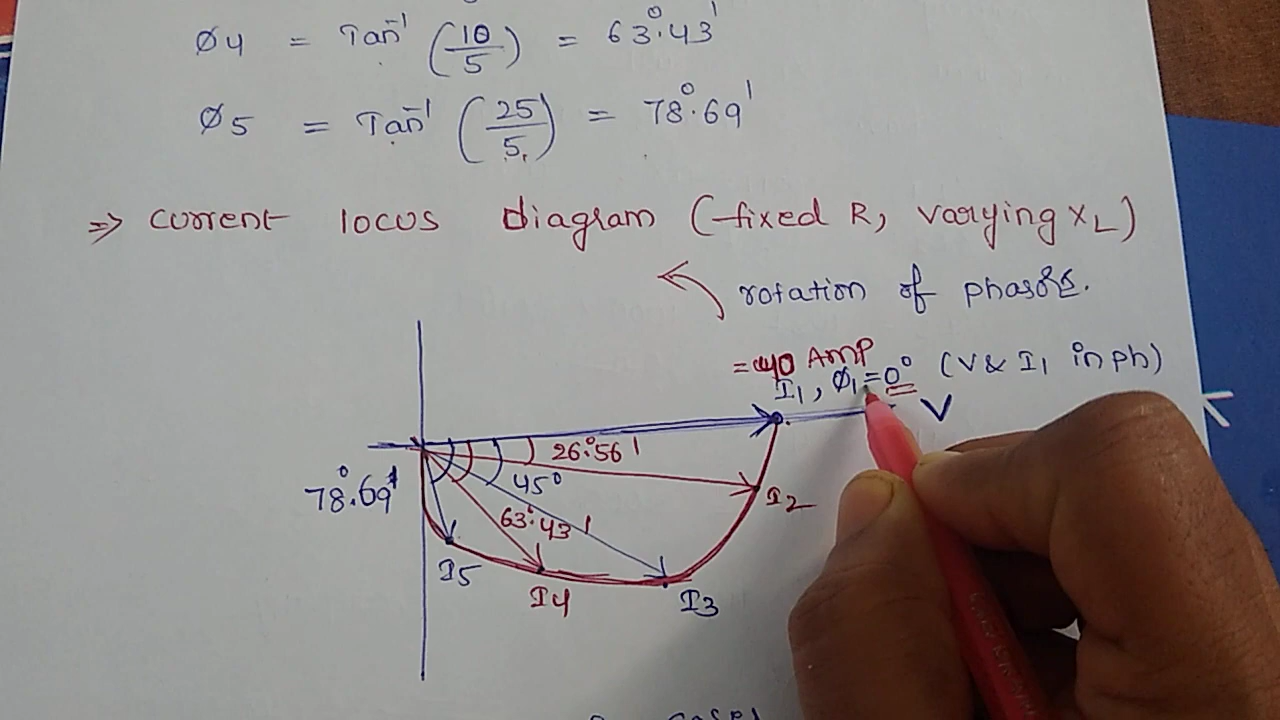 Ø4 = Tan⁻¹ (10/5) = 63°.43'
Ø5 = Tan⁻¹ (25/5) = 78°.69'
⇒ current locus diagram (fixed R, varying XL)
rotation of phasors.
= 40 AMP
I1, Ø1 = 0° (V & I1 in ph)
V
26°.56'
78°.69'
45°
I2
63°.43'
I5
I4
I3